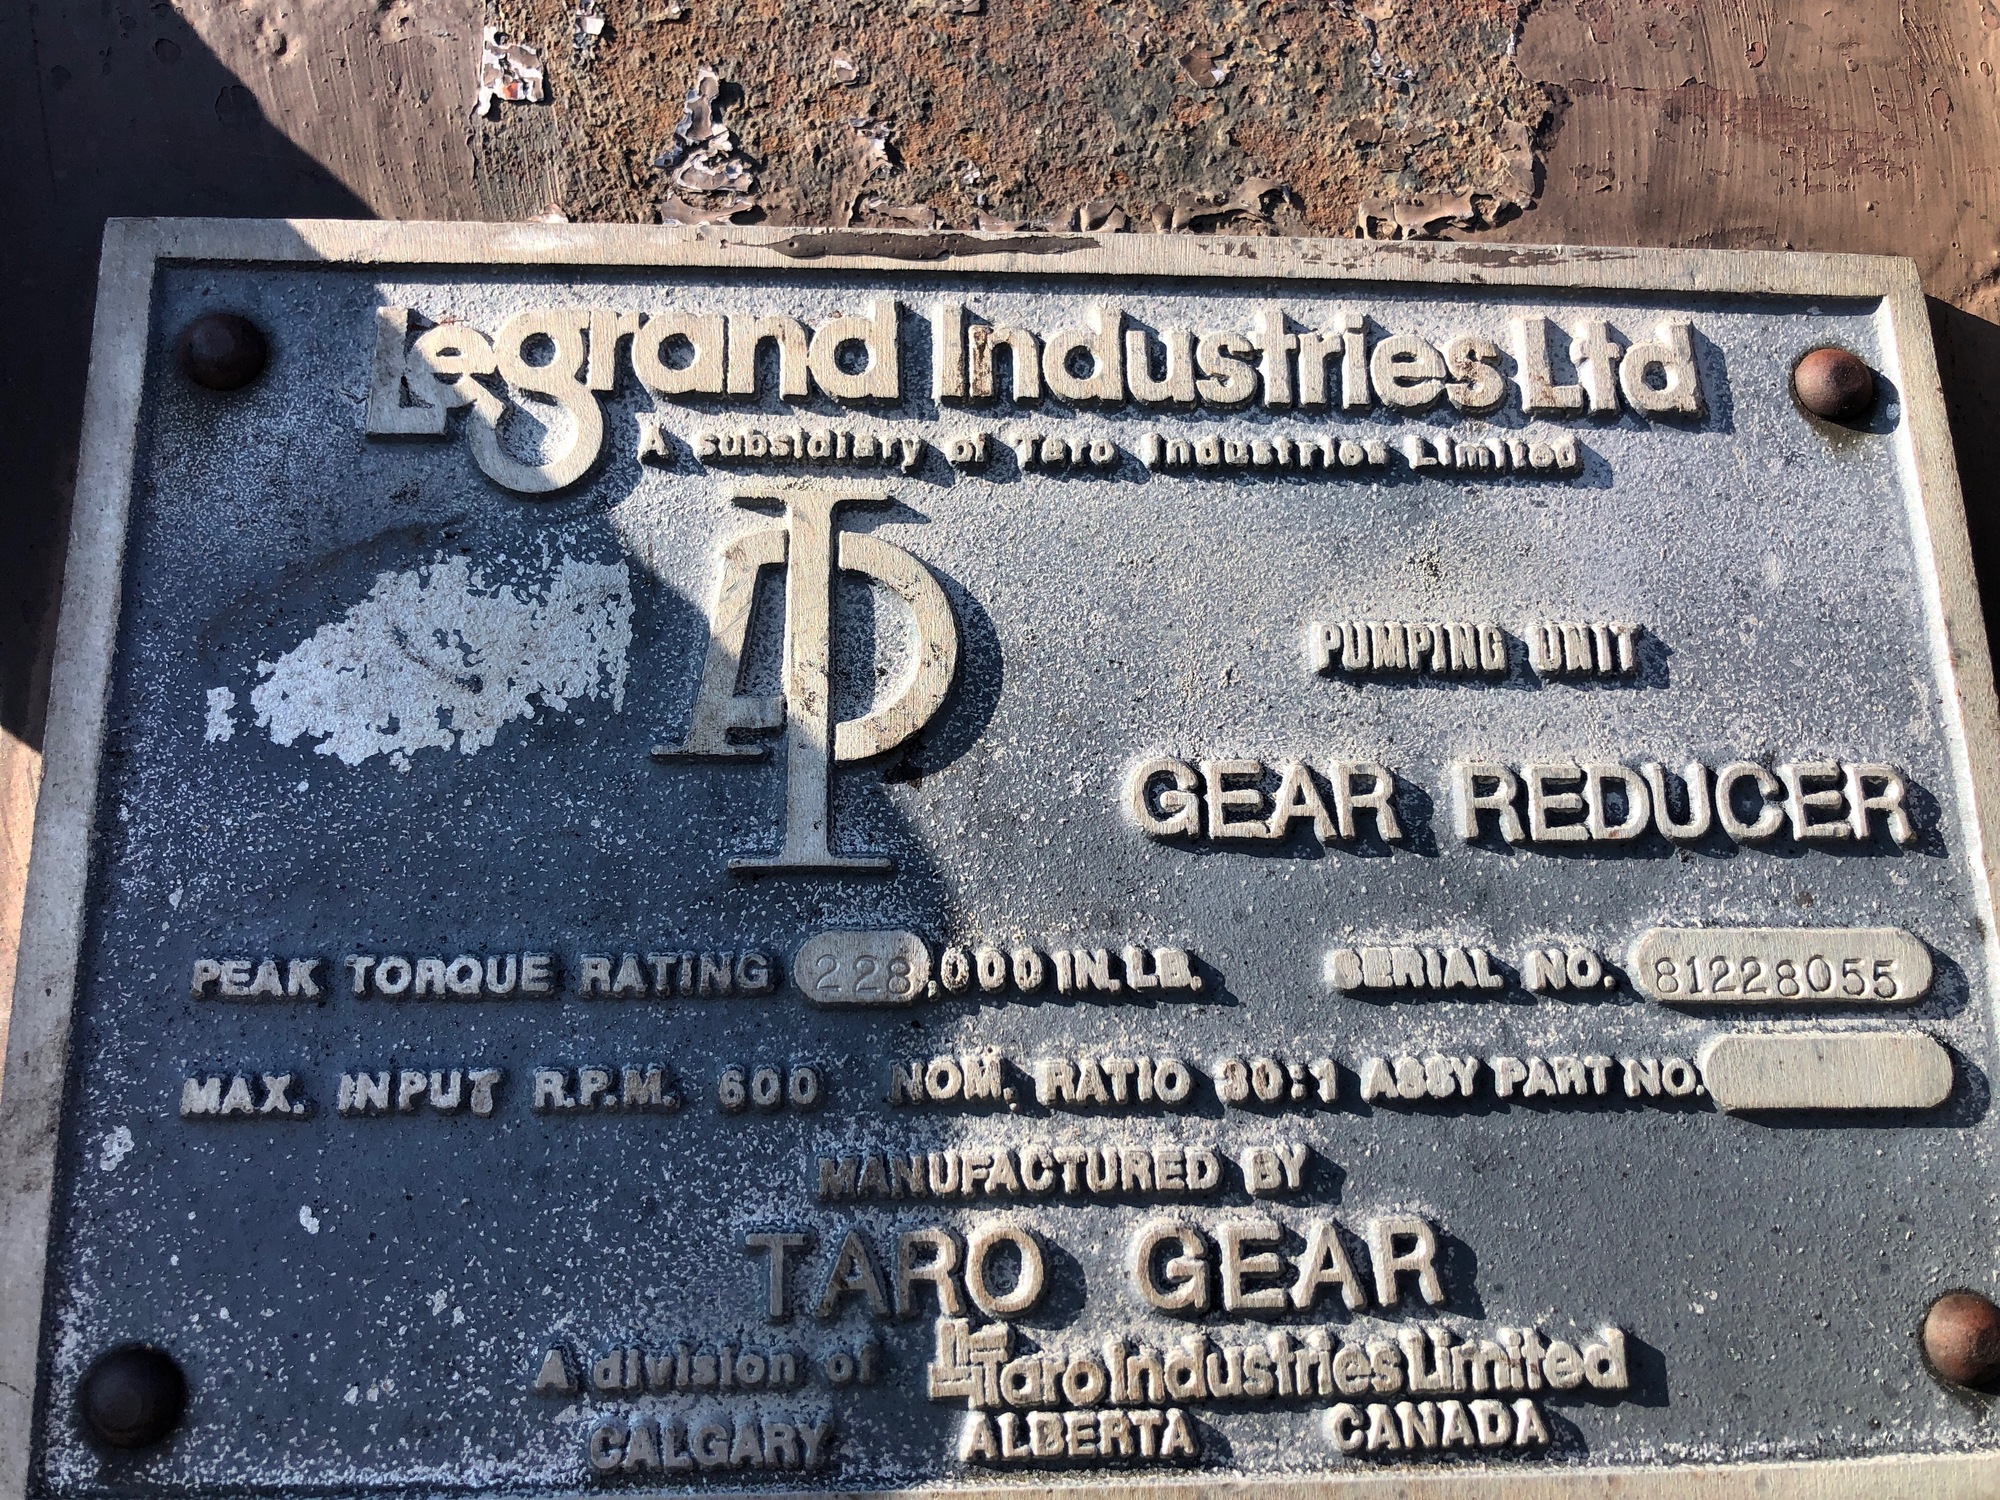 Legrand Industries Ltd
A subsidiary of Taro Industries Limited
API
PUMPING UNIT
GEAR REDUCER
PEAK TORQUE RATING 228,000 IN. LB. SERIAL NO. 81228055
MAX. INPUT R.P.M. 600 NOM. RATIO 30:1 ASSY PART NO.
MANUFACTURED BY
TARO GEAR
A division of Taro Industries Limited
CALGARY ALBERTA CANADA